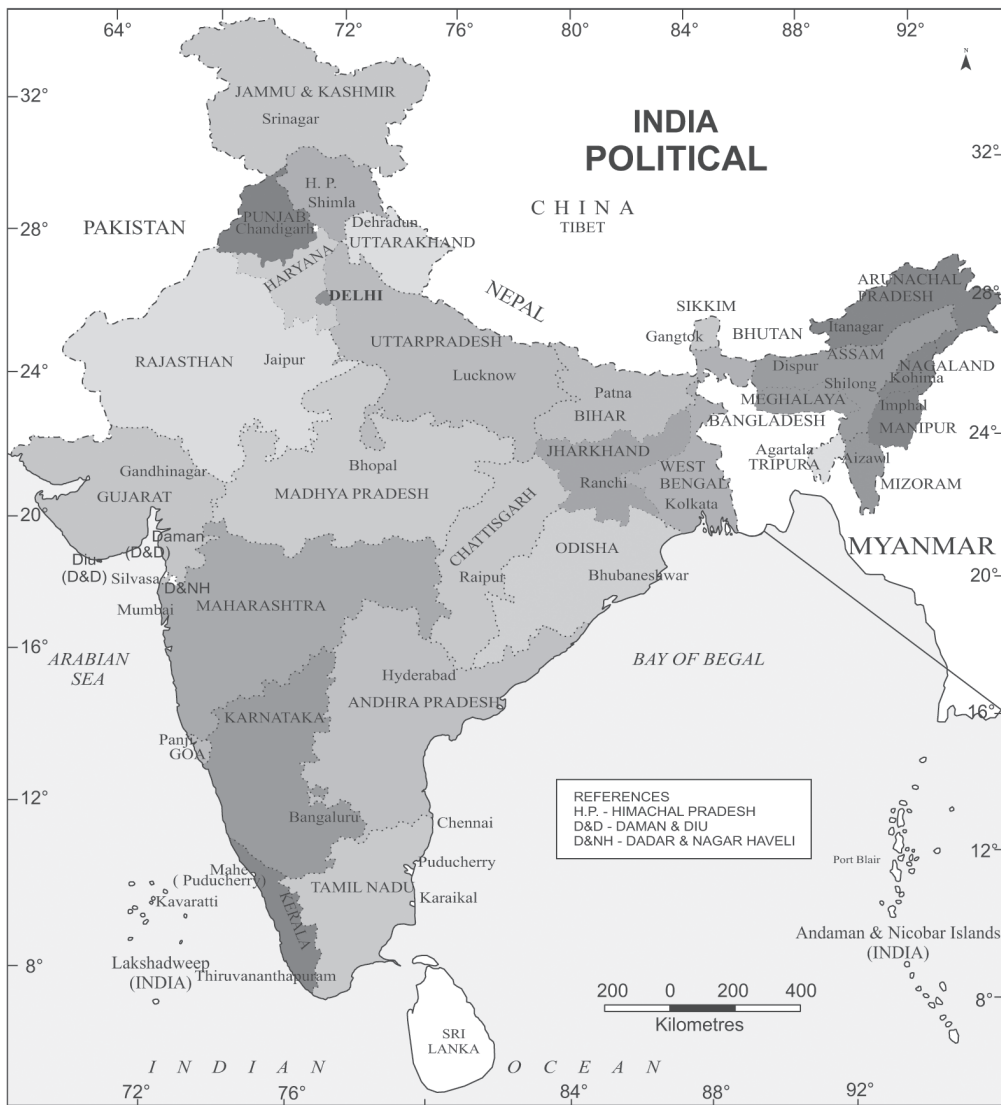 64°
72°
76°
80°
84°
88°
92°
N
32°
JAMMU & KASHMIR
Srinagar
INDIA
POLITICAL
32°
H. P.
Shimla
CHINA
TIBET
PAKISTAN
PUNJAB
Chandigarh
Dehradun
UTTARAKHAND
28°
HARYANA
DELHI
NEPAL
SIKKIM
Gangtok
BHUTAN
ARUNACHAL
PRADESH
28°
Itanagar
UTTARPRADESH
RAJASTHAN
Jaipur
Lucknow
ASSAM
Dispur
NAGALAND
Kohima
24°
Patna
BIHAR
Shilong
MEGHALAYA
Imphal
MANIPUR
BANGLADESH
24°
Gandhinagar
GUJARAT
Bhopal
MADHYA PRADESH
JHARKHAND
Ranchi
WEST
BENGAL
Kolkata
Agartala
TRIPURA
Aizawl
MIZORAM
20°
Daman
(D&D)
Diu
(D&D)
Silvasa
D&NH
CHATTISGARH
ODISHA
Raipur
Bhubaneshwar
MYANMAR
20°
Mumbai
MAHARASHTRA
16°
ARABIAN
SEA
BAY OF BEGAL
Hyderabad
ANDHRA PRADESH
KARNATAKA
16°
Panji
GOA
12°
Bangaluru
Chennai
REFERENCES
H.P. - HIMACHAL PRADESH
D&D - DAMAN & DIU
D&NH - DADAR & NAGAR HAVELI
12°
Port Blair
Mahe
( Puducherry)
Puducherry
TAMIL NADU
Karaikal
Kavaratti
KERALA
Andaman & Nicobar Islands
(INDIA)
8°
Lakshadweep
(INDIA)
Thiruvananthapuram
200 0 200 400
Kilometres
8°
SRI
LANKA
INDIAN OCEAN
72°
76°
84°
88°
92°